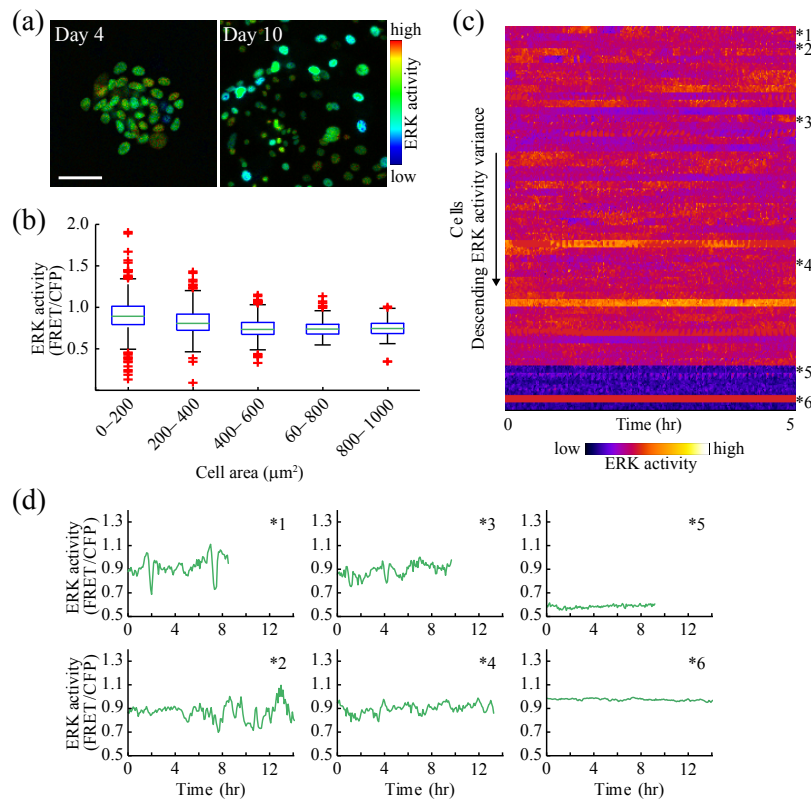 (a)
Day 4
Day 10
high
ERK activity
low
(b)
ERK activity
(FRET/CFP)
2.0
1.5
1.0
0.5
0–200
200–400
400–600
60–800
800–1000
Cell area (μm²)
(c)
Cells
Descending ERK activity variance
*1
*2
*3
*4
*5
*6
0
Time (hr)
5
low
high
ERK activity
(d)
ERK activity
(FRET/CFP)
1.3
1.1
0.9
0.7
0.5
0 4 8 12
*1
1.3
1.1
0.9
0.7
0.5
0 4 8 12
*3
1.3
1.1
0.9
0.7
0.5
0 4 8 12
*5
ERK activity
(FRET/CFP)
1.3
1.1
0.9
0.7
0.5
0 4 8 12
Time (hr)
*2
1.3
1.1
0.9
0.7
0.5
0 4 8 12
Time (hr)
*4
1.3
1.1
0.9
0.7
0.5
0 4 8 12
Time (hr)
*6